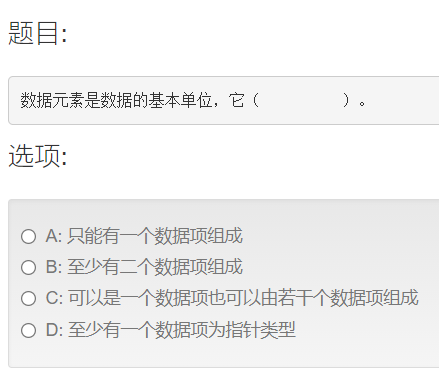 题目:
数据元素是数据的基本单位，它（          ）。
选项:
A: 只能有一个数据项组成
B: 至少有二个数据项组成
C: 可以是一个数据项也可以由若干个数据项组成
D: 至少有一个数据项为指针类型